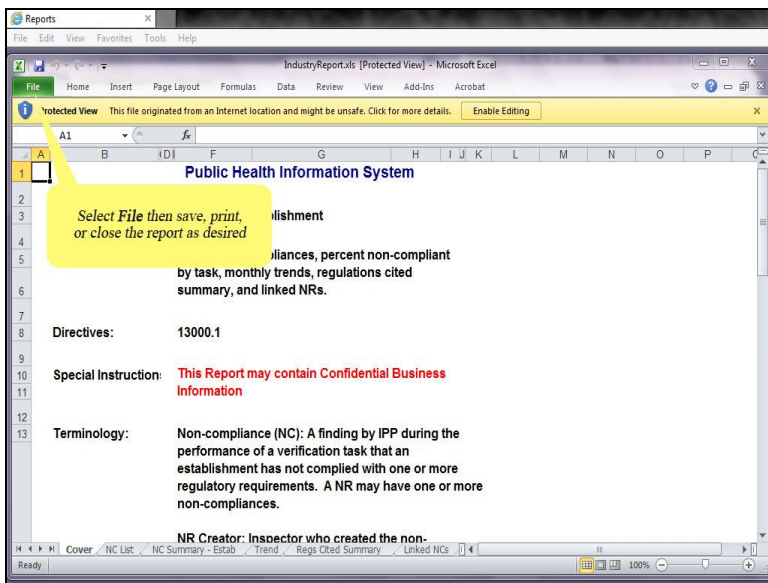 Reports X
File Edit View Favorites Tools Help
IndustryReport.xls [Protected View] - Microsoft Excel
File Home Insert Page Layout Formulas Data Review View Add-Ins Acrobat
Protected View This file originated from an Internet location and might be unsafe. Click for more details. Enable Editing
A1 fx
A B D F G H I J K L M N O P
1 Public Health Information System
2
3 lishment
Select File then save, print,
or close the report as desired
4
5 liances, percent non-compliant
by task, monthly trends, regulations cited
6 summary, and linked NRs.
7
8 Directives: 13000.1
9
10 Special Instruction: This Report may contain Confidential Business
11 Information
12
13 Terminology: Non-compliance (NC): A finding by IPP during the
performance of a verification task that an
establishment has not complied with one or more
regulatory requirements. A NR may have one or more
non-compliances.
NR Creator: Inspector who created the non-
Cover NC List NC Summary - Estab Trend Regs Cited Summary Linked NCs
Ready 100%